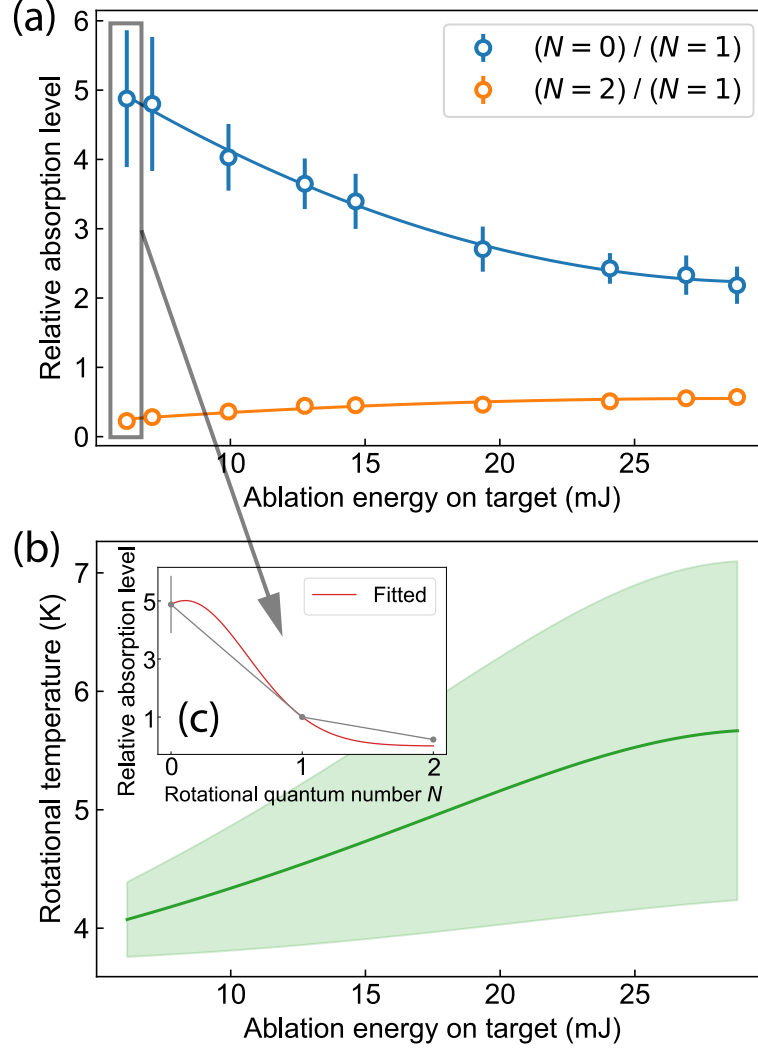 (a)
6
5
4
3
2
1
0
Relative absorption level
(N = 0) / (N = 1)
(N = 2) / (N = 1)
10
15
20
25
Ablation energy on target (mJ)
(b)
7
6
5
4
Rotational temperature (K)
Relative absorption level
5
3
1
Fitted
(c)
0
1
2
Rotational quantum number N
10
15
20
25
Ablation energy on target (mJ)